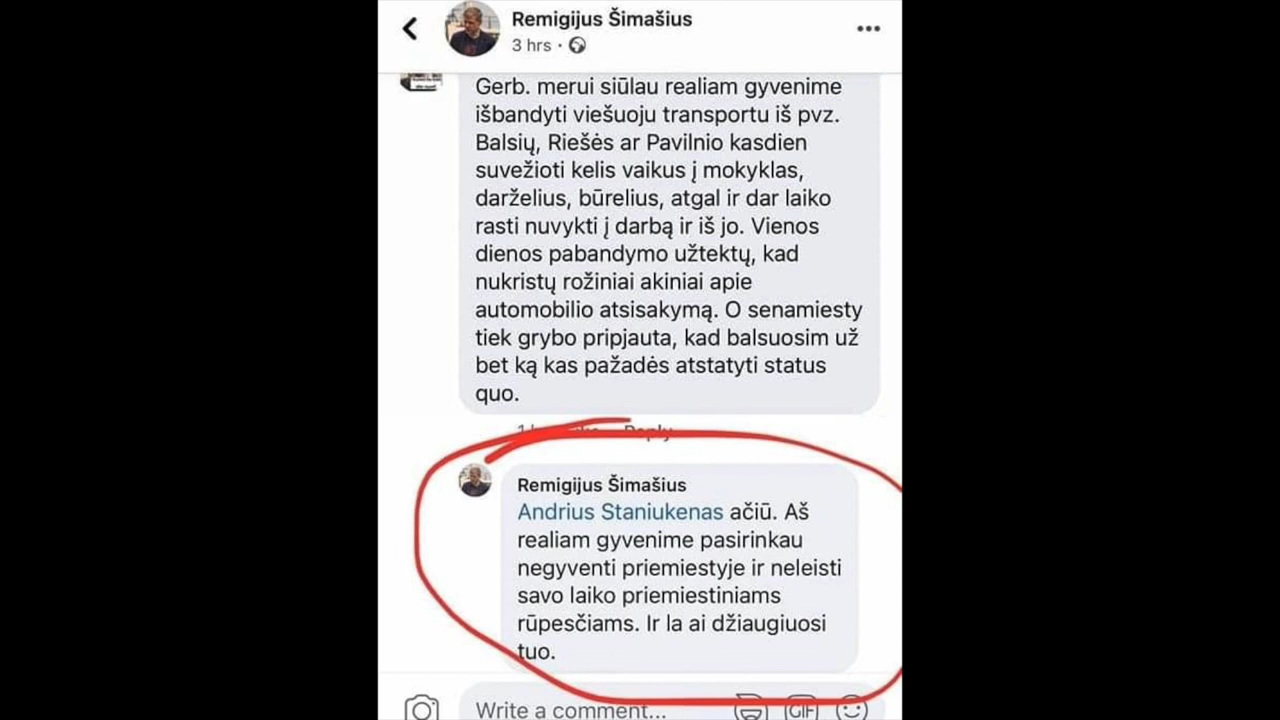 Remigijus Šimašius
3 hrs ·
Gerb. merui siūlau realiam gyvenime
išbandyti viešuoju transportu iš pvz.
Balsių, Riešės ar Pavilnio kasdien
suvežioti kelis vaikus į mokyklas,
darželius, būrelius, atgal ir dar laiko
rasti nuvykti į darbą ir iš jo. Vienos
dienos pabandymo užtektų, kad
nukristų rožiniai akiniai apie
automobilio atsisakymą. O senamiesty
tiek grybo pripjauta, kad balsuosim už
bet ką kas pažadės atstatyti status
quo.
Reply
Remigijus Šimašius
Andrius Staniukenas ačiū. Aš
realiam gyvenime pasirinkau
negyventi priemiestyje ir neleisti
savo laiko priemiestiniams
rūpesčiams. Ir la ai džiaugiuosi
tuo.
Write a comment...
GIF